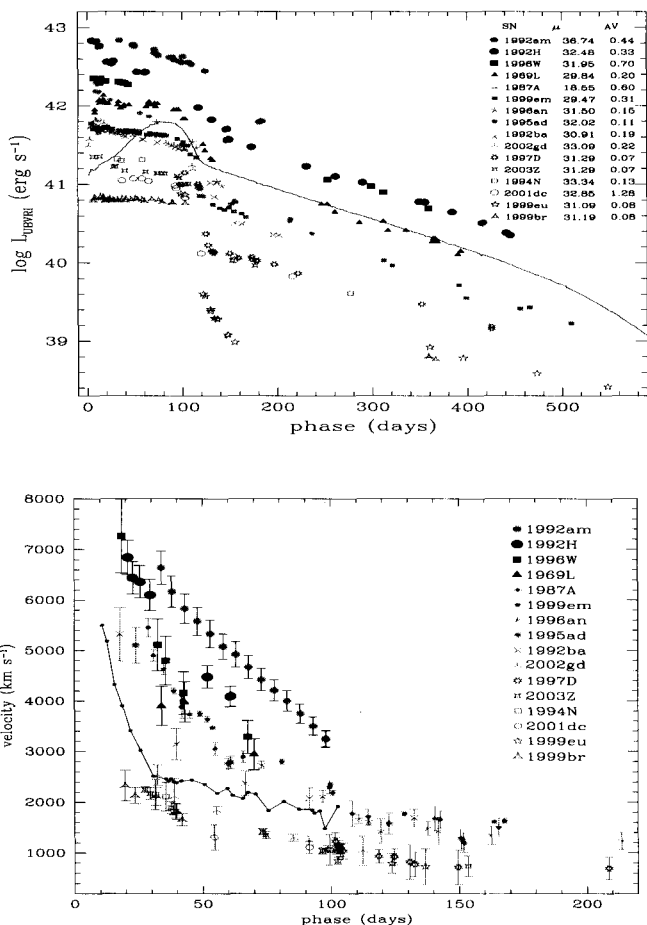 43
42
41
40
39
log L_UBVRI (erg s⁻¹)
0 100 200 300 400 500
phase (days)
SN μ AV
1992am 36.74 0.44
1992H 32.48 0.33
1996W 31.95 0.70
1969L 29.84 0.20
1987A 18.55 0.60
1999em 29.47 0.31
1996an 31.50 0.16
1995ad 32.02 0.11
1992ba 30.91 0.19
2002gd 33.09 0.22
1997D 31.29 0.07
2003Z 31.29 0.07
1994N 33.34 0.13
2001dc 32.85 1.28
1999eu 31.09 0.08
1999br 31.19 0.08
8000
7000
6000
5000
4000
3000
2000
1000
velocity (km s⁻¹)
0 50 100 150 200
phase (days)
1992am
1992H
1996W
1969L
1987A
1999em
1996an
1995ad
1992ba
2002gd
1997D
2003Z
1994N
2001dc
1999eu
1999br